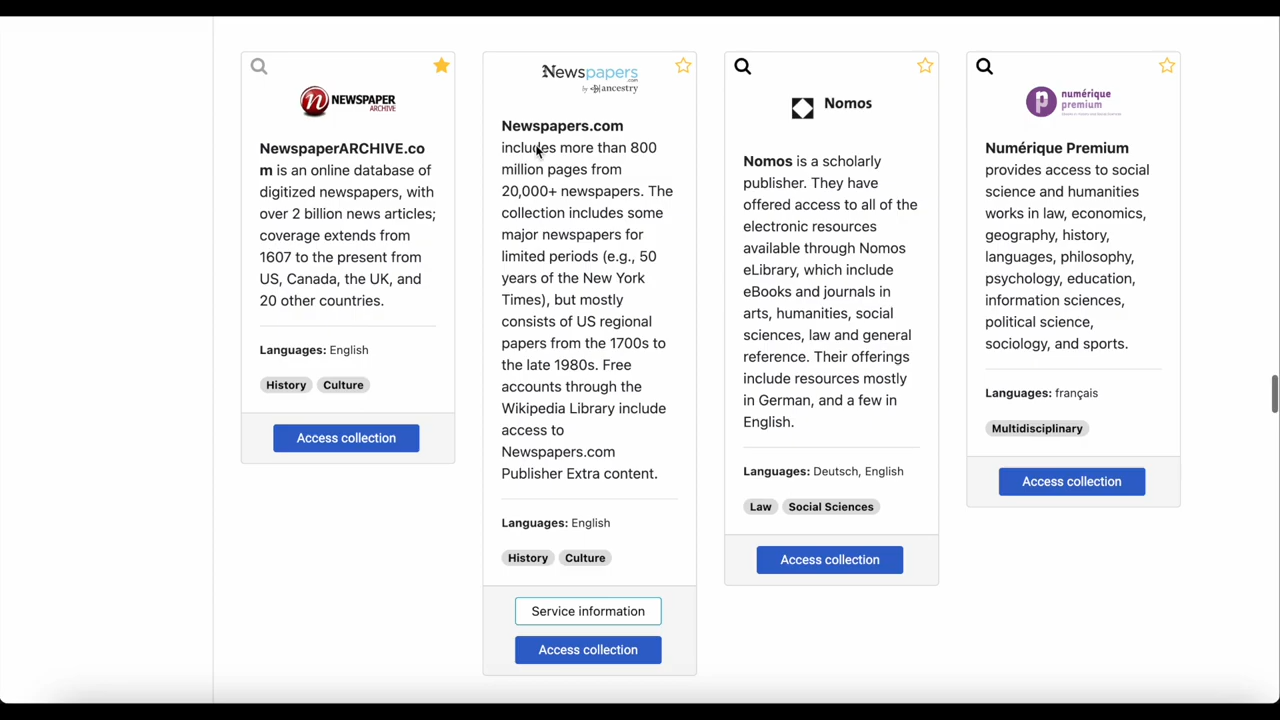 NEWSPAPER
ARCHIVE
NewspaperARCHIVE.co
m is an online database of
digitized newspapers, with
over 2 billion news articles;
coverage extends from
1607 to the present from
US, Canada, the UK, and
20 other countries.
Languages: English
History Culture
Access collection
Newspapers
.com
by ancestry
Newspapers.com
includes more than 800
million pages from
20,000+ newspapers. The
collection includes some
major newspapers for
limited periods (e.g., 50
years of the New York
Times), but mostly
consists of US regional
papers from the 1700s to
the late 1980s. Free
accounts through the
Wikipedia Library include
access to
Newspapers.com
Publisher Extra content.
Languages: English
History Culture
Service information
Access collection
Nomos
Nomos is a scholarly
publisher. They have
offered access to all of the
electronic resources
available through Nomos
eLibrary, which include
eBooks and journals in
arts, humanities, social
sciences, law and general
reference. Their offerings
include resources mostly
in German, and a few in
English.
Languages: Deutsch, English
Law Social Sciences
Access collection
numérique
premium
Numérique Premium
provides access to social
science and humanities
works in law, economics,
geography, history,
languages, philosophy,
psychology, education,
information sciences,
political science,
sociology, and sports.
Languages: français
Multidisciplinary
Access collection